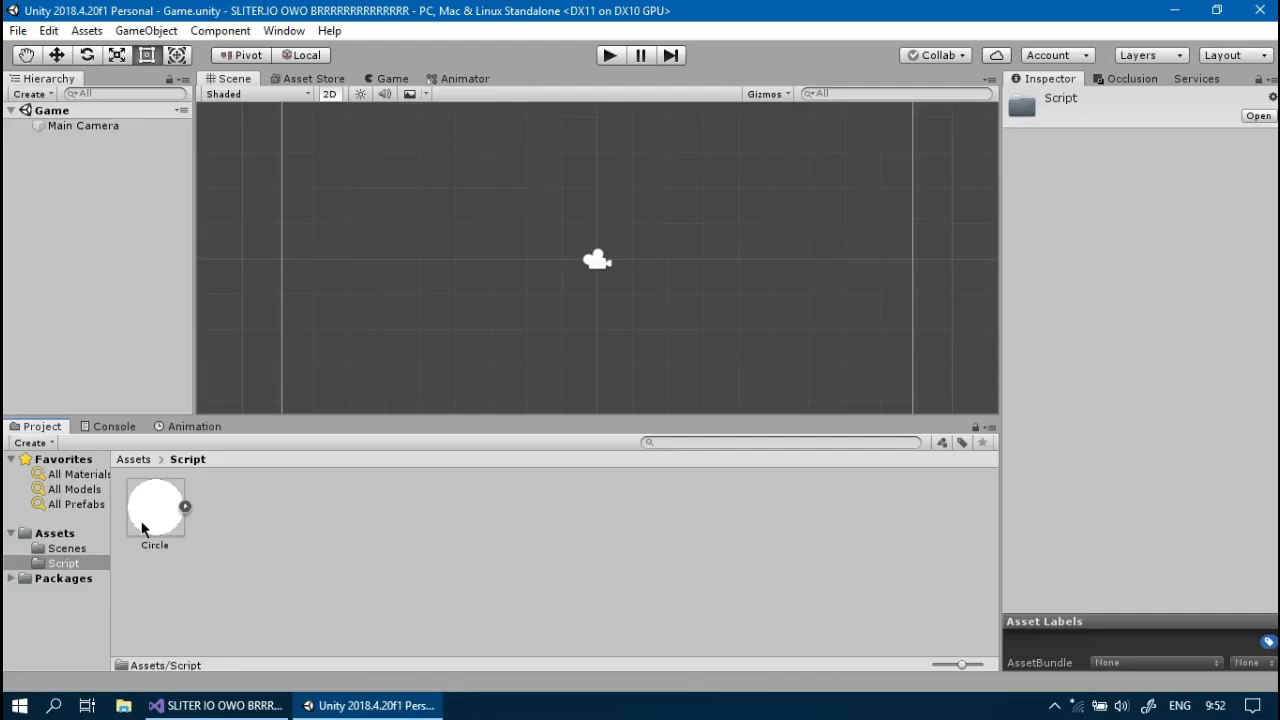 Unity 2018.4.20f1 Personal - Game.unity - SLITER.IO OWO BRRRRRRRRRRRRRR - PC, Mac & Linux Standalone <DX11 on DX10 GPU>
File Edit Assets GameObject Component Window Help
Pivot Local Collab Account Layers Layout
Hierarchy Scene Asset Store Game Animator Inspector Occlusion Services
Create All Shaded 2D Gizmos All Script
Game Open
Main Camera
Project Console Animation
Create
Favorites Assets Script
All Materials
All Models
All Prefabs
Assets Circle
Scenes
Script
Packages
Asset Labels
Assets/Script AssetBundle None None
SLITER IO OWO BRRR... Unity 2018.4.20f1 Pers... ENG 9:52